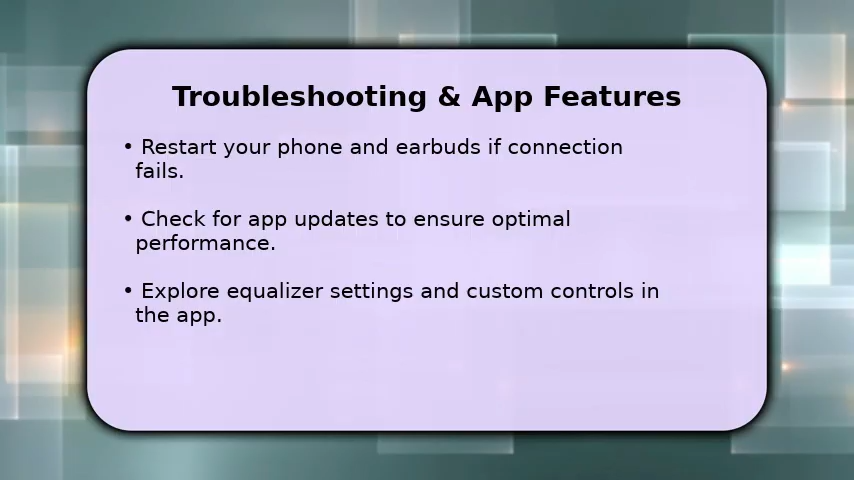 Troubleshooting & App Features
• Restart your phone and earbuds if connection
fails.
• Check for app updates to ensure optimal
performance.
• Explore equalizer settings and custom controls in
the app.